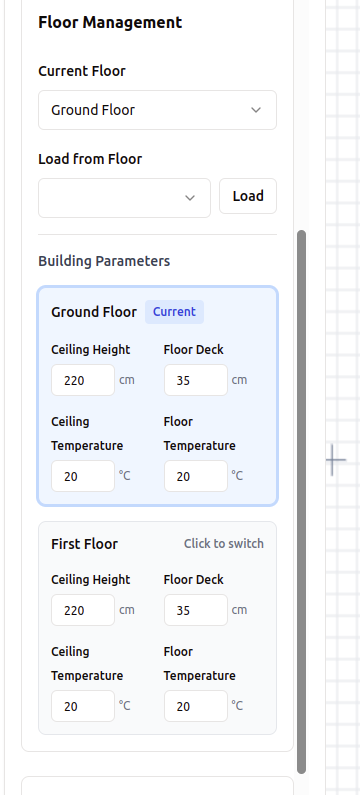 Floor Management
Current Floor
Ground Floor
Load from Floor
Load
Building Parameters
Ground Floor Current
Ceiling Height Floor Deck
220 cm 35 cm
Ceiling Floor
Temperature Temperature
20 °C 20 °C
First Floor Click to switch
Ceiling Height Floor Deck
220 cm 35 cm
Ceiling Floor
Temperature Temperature
20 °C 20 °C